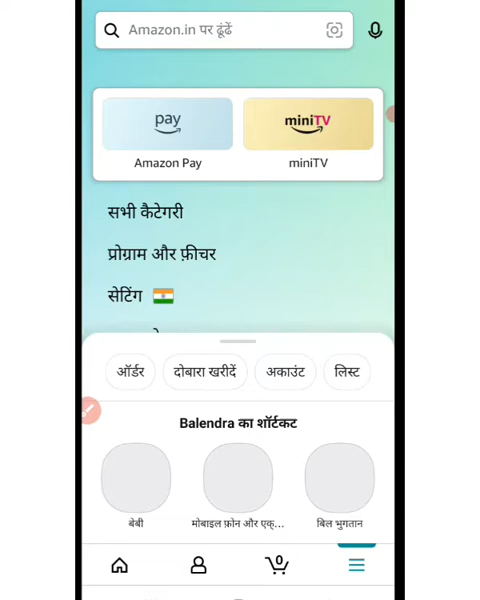 Amazon.in पर ढूंढें
pay
miniTV
Amazon Pay
miniTV
सभी कैटेगरी
प्रोग्राम और फ़ीचर
सेटिंग
ऑर्डर
दोबारा खरीदें
अकाउंट
लिस्ट
Balendra का शॉर्टकट
बेबी
मोबाइल फ़ोन और एक्...
बिल भुगतान
0